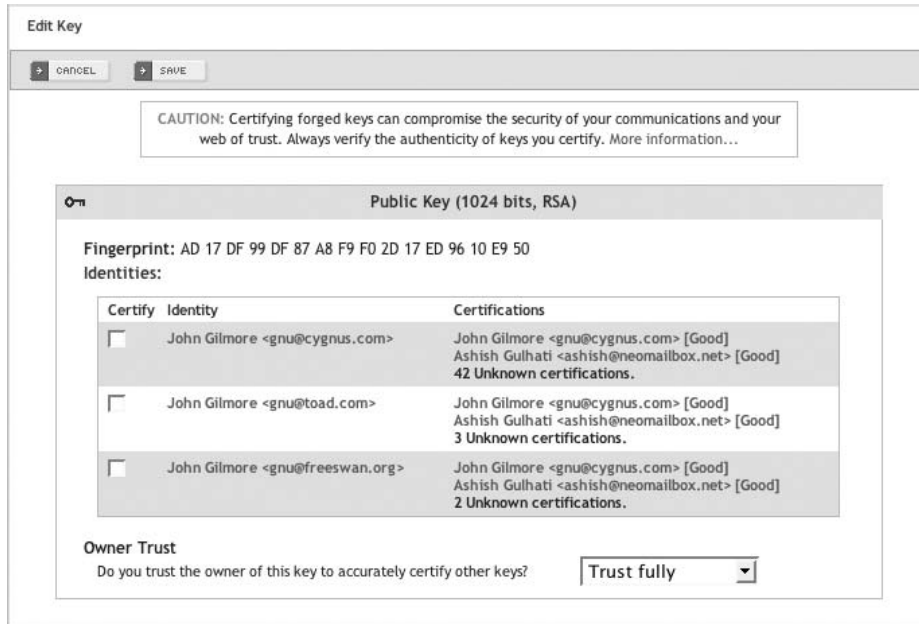 Edit Key
CANCEL SAVE
CAUTION: Certifying forged keys can compromise the security of your communications and your
web of trust. Always verify the authenticity of keys you certify. More information...
Public Key (1024 bits, RSA)
Fingerprint: AD 17 DF 99 DF 87 A8 F9 F0 2D 17 ED 96 10 E9 50
Identities:
Certify Identity Certifications
John Gilmore <gnu@cygnus.com> John Gilmore <gnu@cygnus.com> [Good]
Ashish Gulhati <ashish@neomailbox.net> [Good]
42 Unknown certifications.
John Gilmore <gnu@toad.com> John Gilmore <gnu@cygnus.com> [Good]
Ashish Gulhati <ashish@neomailbox.net> [Good]
3 Unknown certifications.
John Gilmore <gnu@freeswan.org> John Gilmore <gnu@cygnus.com> [Good]
Ashish Gulhati <ashish@neomailbox.net> [Good]
2 Unknown certifications.
Owner Trust
Do you trust the owner of this key to accurately certify other keys? Trust fully